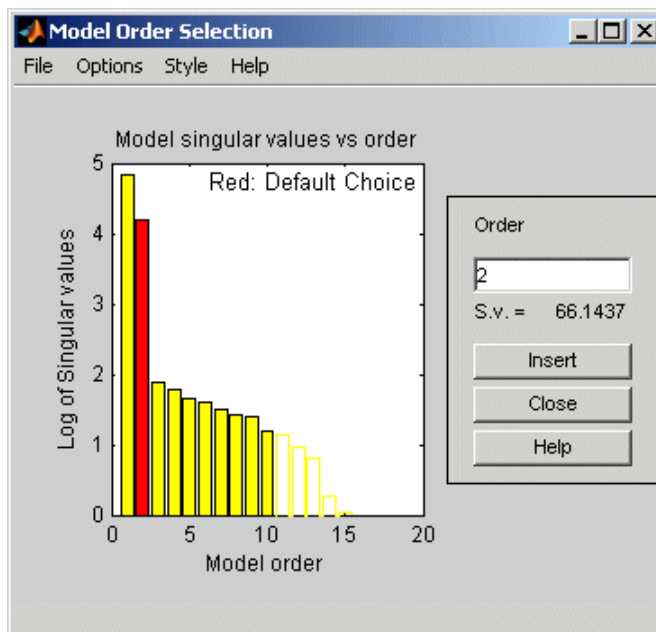 Model Order Selection
File Options Style Help
Model singular values vs order
Red: Default Choice
Log of Singular values
5
4
3
2
1
0
0 5 10 15 20
Model order
Order
2
S.v. = 66.1437
Insert
Close
Help